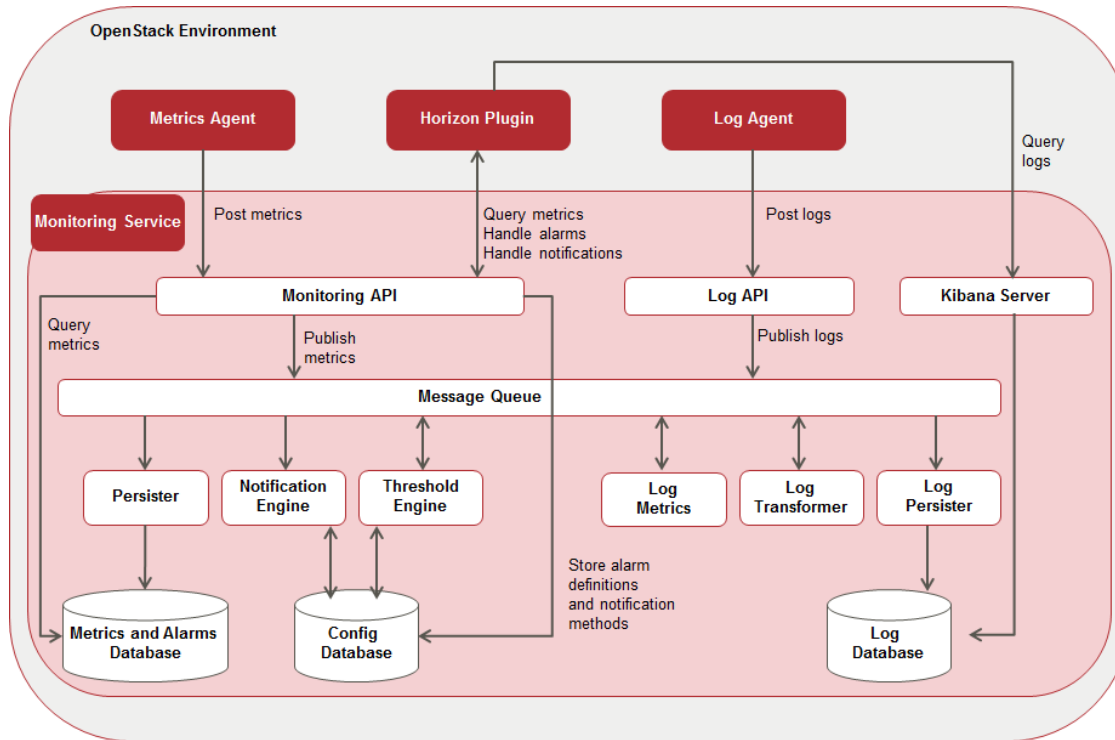 OpenStack Environment
Metrics Agent
Horizon Plugin
Log Agent
Query
logs
Monitoring Service
Post metrics
Query metrics
Handle alarms
Handle notifications
Post logs
Monitoring API
Log API
Kibana Server
Query
metrics
Publish
metrics
Publish logs
Message Queue
Persister
Notification
Engine
Threshold
Engine
Log
Metrics
Log
Transformer
Log
Persister
Store alarm
definitions
and notification
methods
Metrics and Alarms
Database
Config
Database
Log
Database